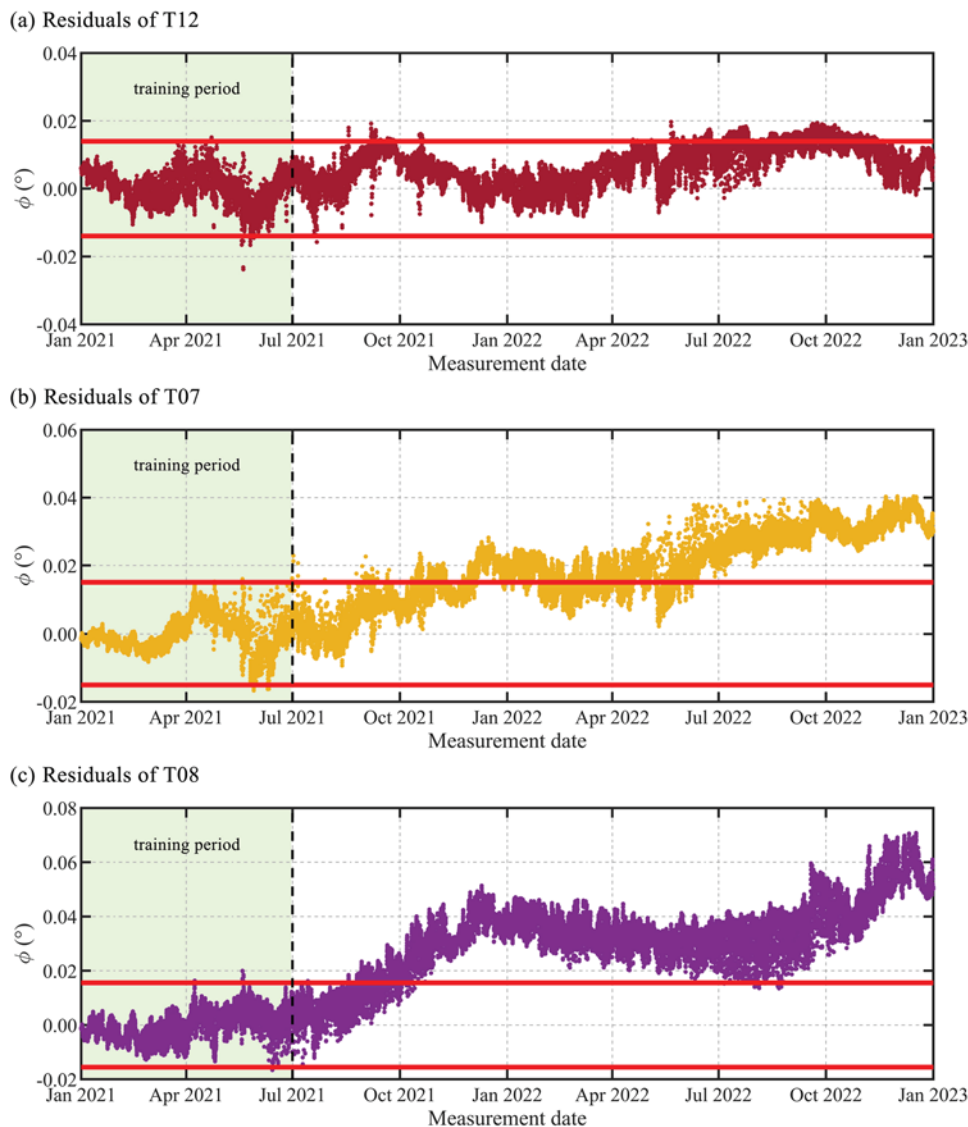 (a) Residuals of T12
0.04
training period
0.02
ϕ (°)
0.00
-0.02
-0.04
Jan 2021 Apr 2021 Jul 2021 Oct 2021 Jan 2022 Apr 2022 Jul 2022 Oct 2022 Jan 2023
Measurement date
(b) Residuals of T07
0.06
training period
0.04
ϕ (°)
0.02
0.00
-0.02
Jan 2021 Apr 2021 Jul 2021 Oct 2021 Jan 2022 Apr 2022 Jul 2022 Oct 2022 Jan 2023
Measurement date
(c) Residuals of T08
0.08
training period
0.06
0.04
ϕ (°)
0.02
0.00
-0.02
Jan 2021 Apr 2021 Jul 2021 Oct 2021 Jan 2022 Apr 2022 Jul 2022 Oct 2022 Jan 2023
Measurement date